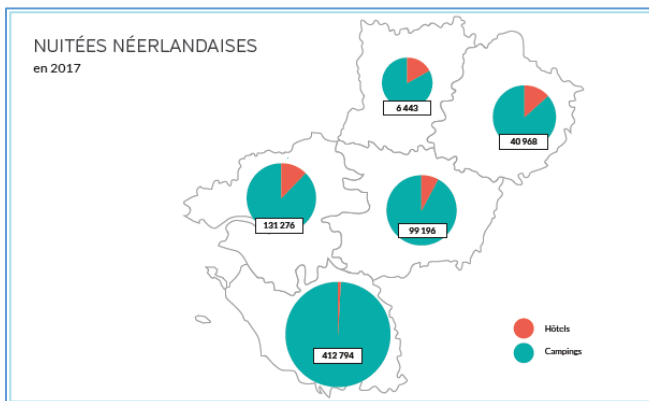 NUITÉES NÉERLANDAISES
en 2017
6 443
40 968
131 276
99 196
412 794
Hôtels
Campings